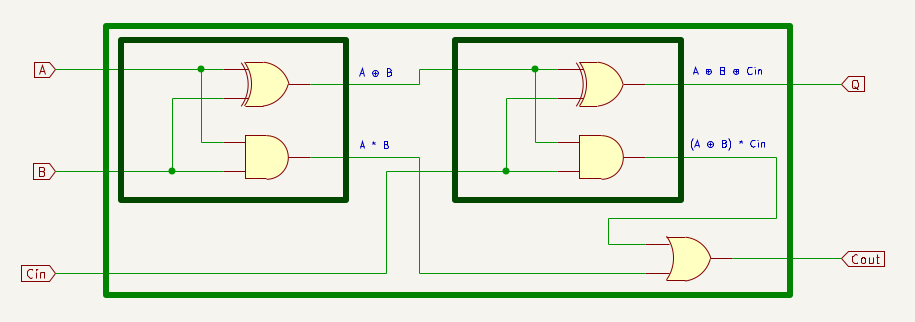 A
A ⊕ B
A ⊕ B ⊕ Cin
Q
A * B
(A ⊕ B) * Cin
B
Cin
Cout